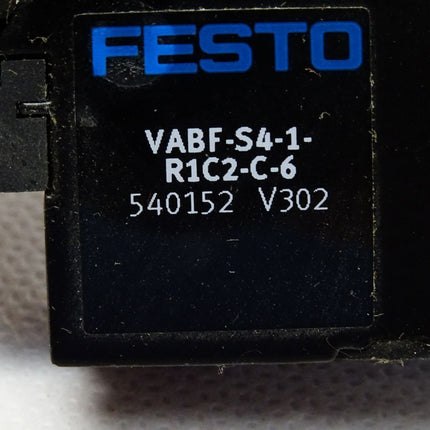 FESTO
VABF-S4-1-
R1C2-C-6
540152 V302